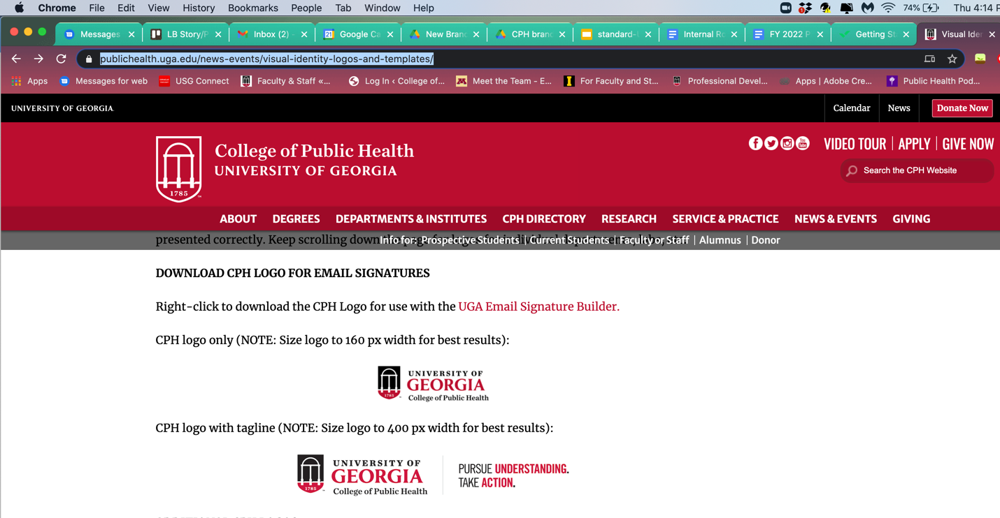 Chrome File Edit View History Bookmarks People Tab Window Help 74% Thu 4:14
Messages LB Story/P Inbox (2) - 21 Google Ca New Branc CPH branc standard- Internal Ro FY 2022 P Getting St Visual Iden
publichealth.uga.edu/news-events/visual-identity-logos-and-templates/
Apps Messages for web USG Connect Faculty & Staff «... Log In ‹ College of... Meet the Team - E... For Faculty and St... Professional Devel... Apps | Adobe Cre... Public Health Pod...
UNIVERSITY OF GEORGIA Calendar News Donate Now
College of Public Health
UNIVERSITY OF GEORGIA
1785
VIDEO TOUR APPLY GIVE NOW
Search the CPH Website
ABOUT DEGREES DEPARTMENTS & INSTITUTES CPH DIRECTORY RESEARCH SERVICE & PRACTICE NEWS & EVENTS GIVING
presented correctly. Keep scrolling down
Info for: Prospective Students | Current Students | Faculty or Staff | Alumnus | Donor
DOWNLOAD CPH LOGO FOR EMAIL SIGNATURES
Right-click to download the CPH Logo for use with the UGA Email Signature Builder.
CPH logo only (NOTE: Size logo to 160 px width for best results):
1785
UNIVERSITY OF
GEORGIA
College of Public Health
CPH logo with tagline (NOTE: Size logo to 400 px width for best results):
1785
UNIVERSITY OF
GEORGIA
College of Public Health
PURSUE UNDERSTANDING.
TAKE ACTION.